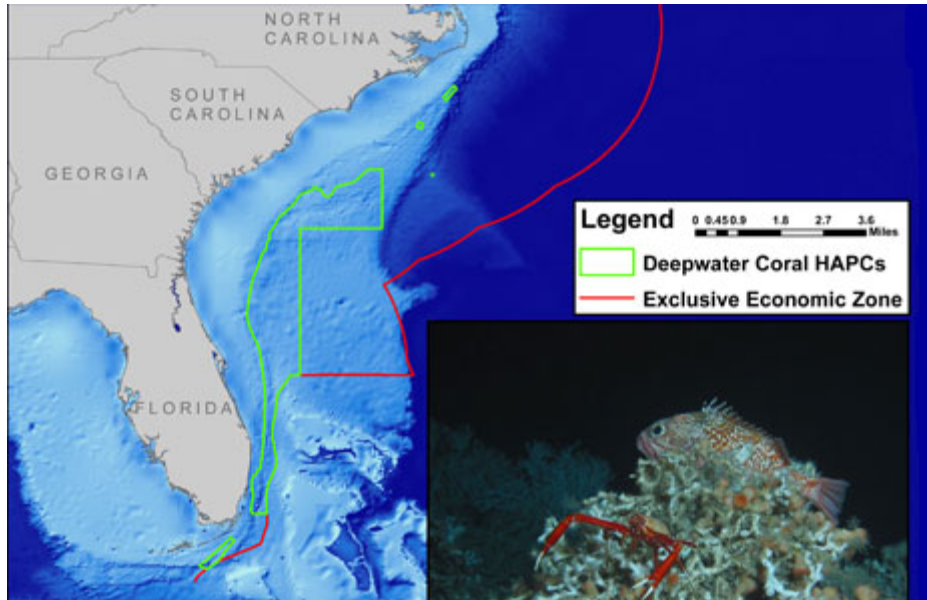 NORTH
CAROLINA
SOUTH
CAROLINA
GEORGIA
FLORIDA
Legend
0 0.45 0.9 1.8 2.7 3.6
Miles
Deepwater Coral HAPCs
Exclusive Economic Zone